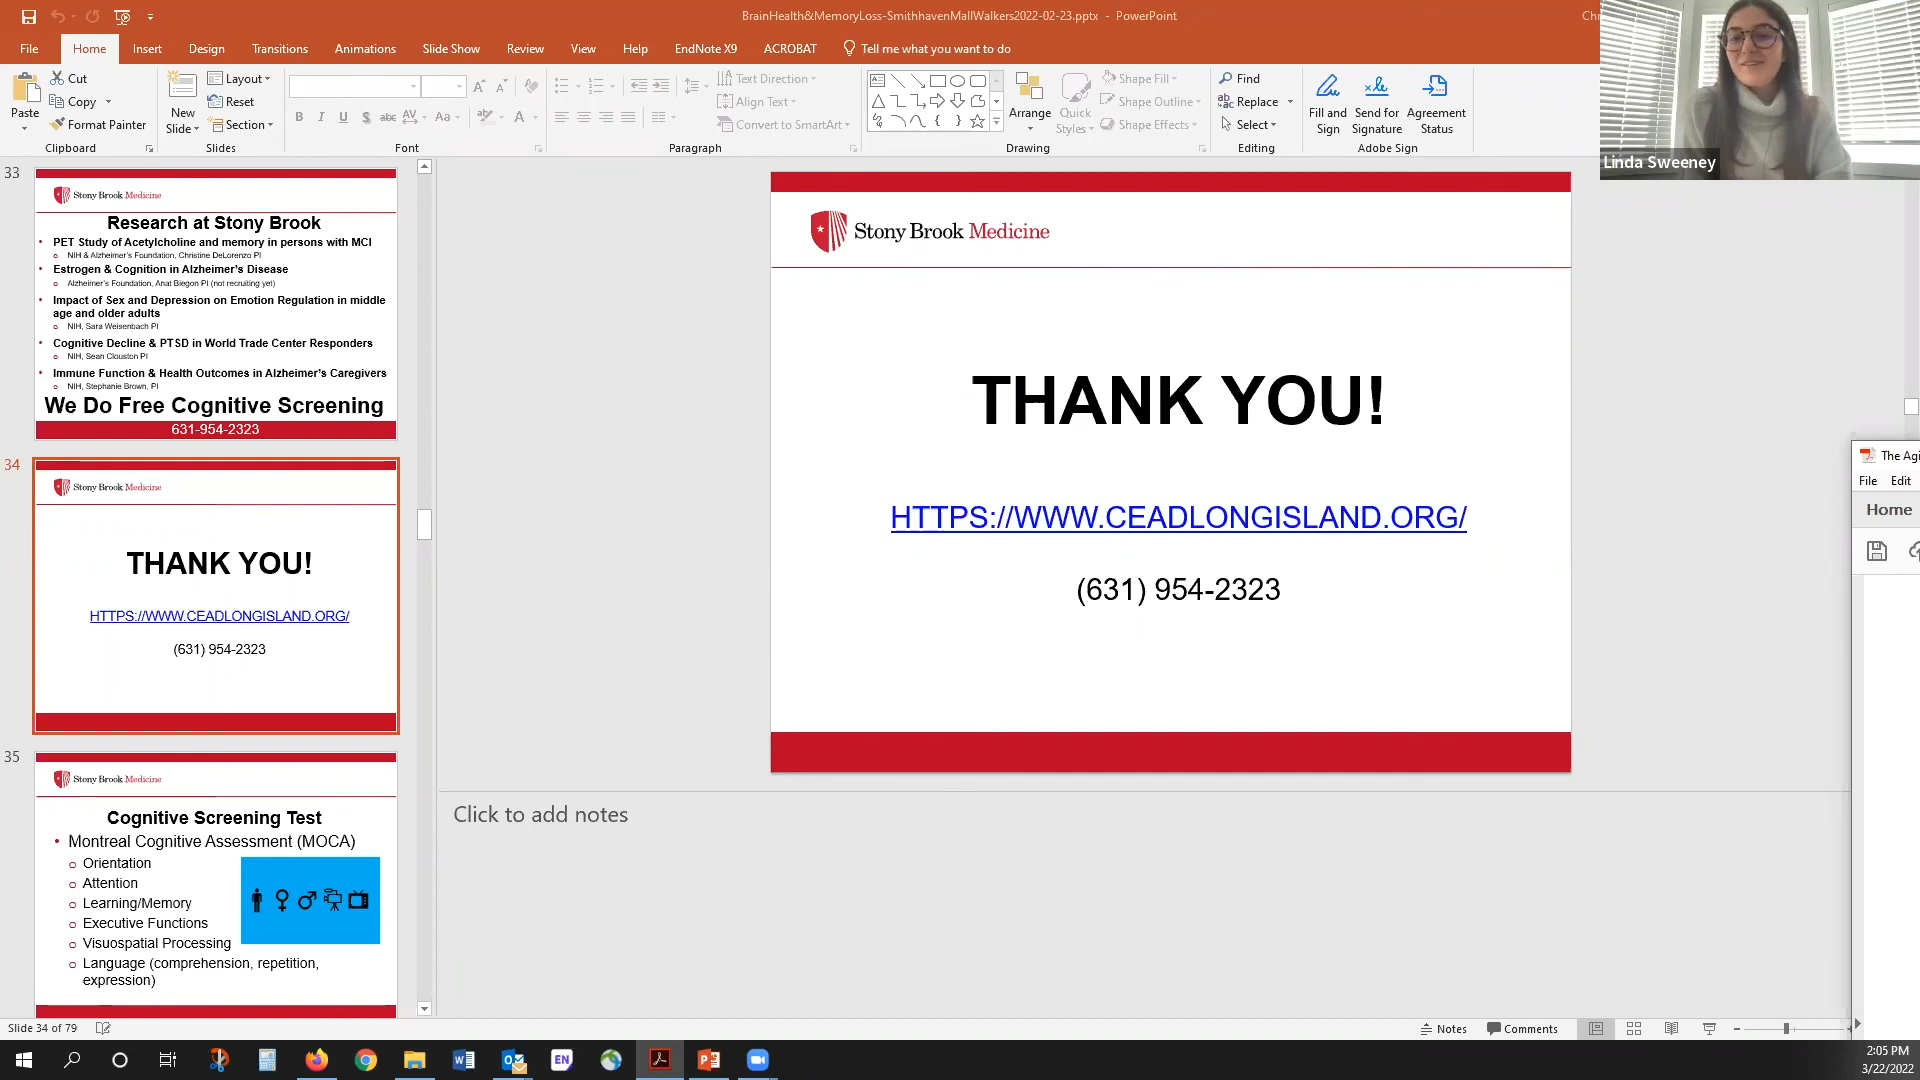 BrainHealth&MemoryLoss-SmithhavenMallWalkers2022-02-23.pptx - PowerPoint
File Home Insert Design Transitions Animations Slide Show Review View Help EndNote X9 ACROBAT Tell me what you want to do
Paste
Cut
Copy
Format Painter
Clipboard
New Slide
Layout
Reset
Section
Slides
Font
Text Direction
Align Text
Convert to SmartArt
Paragraph
Arrange
Quick Styles
Shape Fill
Shape Outline
Shape Effects
Drawing
Find
Replace
Select
Editing
Fill and Sign
Send for Signature
Agreement Status
Adobe Sign
Linda Sweeney
33
Stony Brook Medicine
Research at Stony Brook
• PET Study of Acetylcholine and memory in persons with MCI
o NIH & Alzheimer's Foundation, Christine DeLorenzo PI
• Estrogen & Cognition in Alzheimer's Disease
o Alzheimer's Foundation, Anat Biegon PI (not recruiting yet)
• Impact of Sex and Depression on Emotion Regulation in middle
age and older adults
o NIH, Sara Weisenbach PI
• Cognitive Decline & PTSD in World Trade Center Responders
o NIH, Sean Clouston PI
• Immune Function & Health Outcomes in Alzheimer's Caregivers
o NIH, Stephanie Brown, PI
We Do Free Cognitive Screening
631-954-2323
34
Stony Brook Medicine
THANK YOU!
HTTPS://WWW.CEADLONGISLAND.ORG/
(631) 954-2323
35
Stony Brook Medicine
Cognitive Screening Test
• Montreal Cognitive Assessment (MOCA)
o Orientation
o Attention
o Learning/Memory
o Executive Functions
o Visuospatial Processing
o Language (comprehension, repetition,
expression)
Stony Brook Medicine
THANK YOU!
HTTPS://WWW.CEADLONGISLAND.ORG/
(631) 954-2323
Click to add notes
File Edit
Home
Slide 34 of 79
Notes
Comments
EN
2:05 PM
3/22/2022